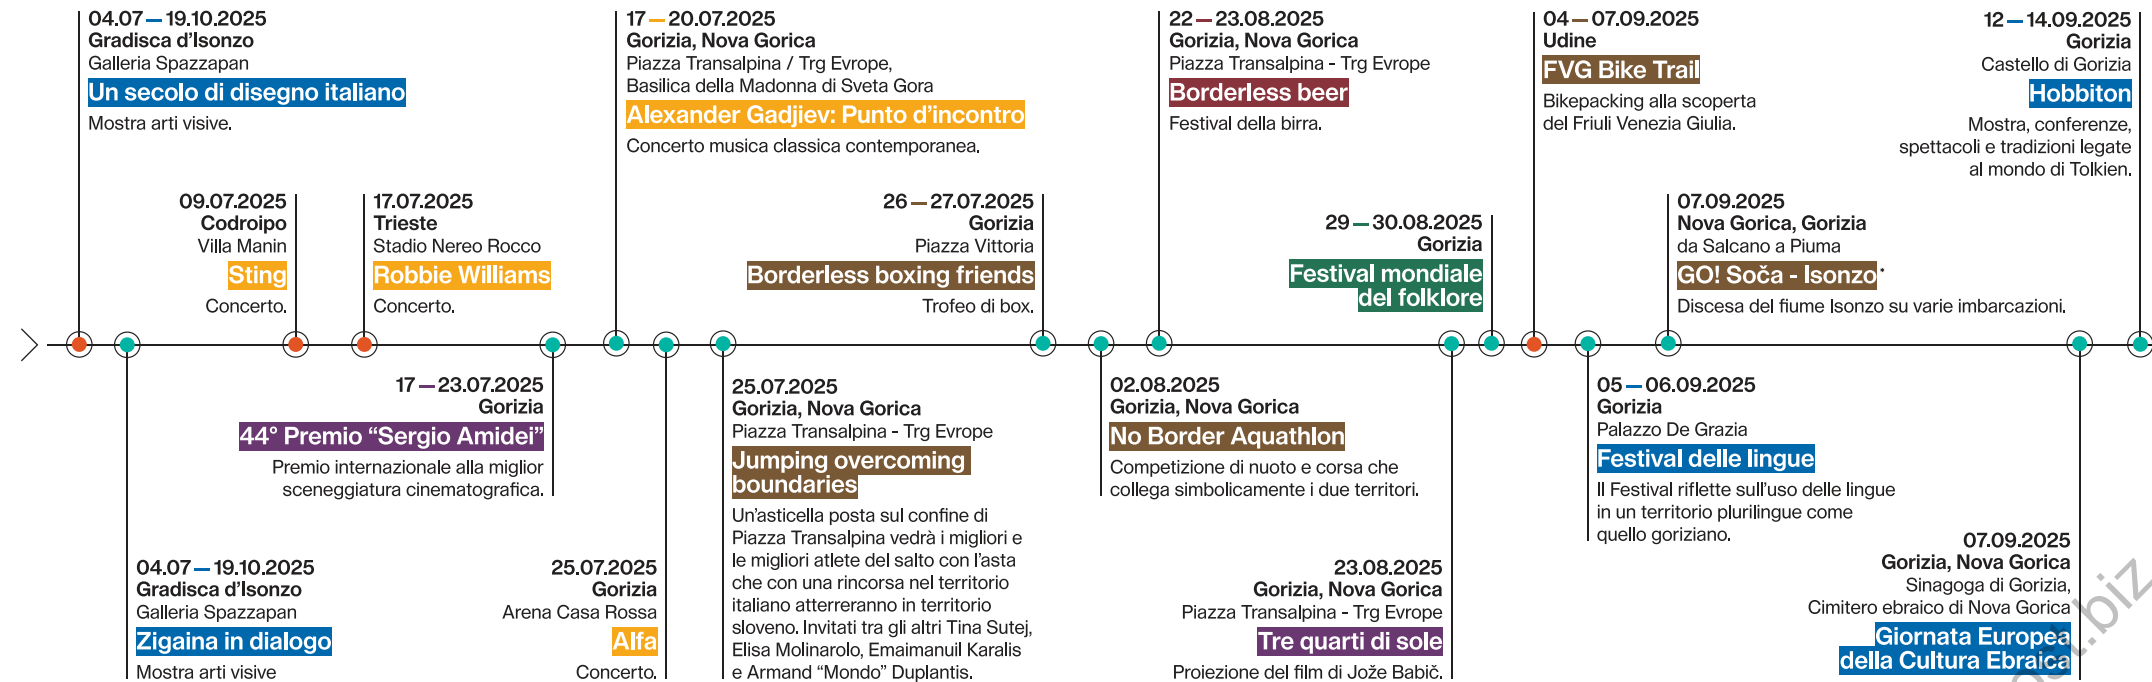 04.07 — 19.10.2025
Gradisca d'Isonzo
Galleria Spazzapan
Un secolo di disegno italiano
Mostra arti visive.
17 — 20.07.2025
Gorizia, Nova Gorica
Piazza Transalpina / Trg Evrope,
Basilica della Madonna di Sveta Gora
Alexander Gadjiev: Punto d'incontro
Concerto musica classica contemporanea.
22 — 23.08.2025
Gorizia, Nova Gorica
Piazza Transalpina - Trg Evrope
Borderless beer
Festival della birra.
04 — 07.09.2025
Udine
FVG Bike Trail
Bikepacking alla scoperta
del Friuli Venezia Giulia.
12 — 14.09.2025
Gorizia
Castello di Gorizia
Hobbiton
Mostra, conferenze,
spettacoli e tradizioni legate
al mondo di Tolkien.
09.07.2025
Codroipo
Villa Manin
Sting
Concerto.
17.07.2025
Trieste
Stadio Nereo Rocco
Robbie Williams
Concerto.
26 — 27.07.2025
Gorizia
Piazza Vittoria
Borderless boxing friends
Trofeo di box.
29 — 30.08.2025
Gorizia
Festival mondiale
del folklore
07.09.2025
Nova Gorica, Gorizia
da Salcano a Piuma
GO! Soča - Isonzo
Discesa del fiume Isonzo su varie imbarcazioni.
17 — 23.07.2025
Gorizia
44° Premio “Sergio Amidei”
Premio internazionale alla miglior
sceneggiatura cinematografica.
25.07.2025
Gorizia, Nova Gorica
Piazza Transalpina - Trg Evrope
Jumping overcoming
boundaries
Un'asticella posta sul confine di
Piazza Transalpina vedrà i migliori e
le migliori atlete del salto con l'asta
che con una rincorsa nel territorio
italiano atterreranno in territorio
sloveno. Invitati tra gli altri Tina Sutej,
Elisa Molinarolo, Emaimanuil Karalis
e Armand “Mondo” Duplantis.
02.08.2025
Gorizia, Nova Gorica
No Border Aquathlon
Competizione di nuoto e corsa che
collega simbolicamente i due territori.
05 — 06.09.2025
Gorizia
Palazzo De Grazia
Festival delle lingue
Il Festival riflette sull'uso delle lingue
in un territorio plurilingue come
quello goriziano.
04.07 — 19.10.2025
Gradisca d'Isonzo
Galleria Spazzapan
Zigaina in dialogo
Mostra arti visive
25.07.2025
Gorizia
Arena Casa Rossa
Alfa
Concerto.
23.08.2025
Gorizia, Nova Gorica
Piazza Transalpina - Trg Evrope
Tre quarti di sole
Proiezione del film di Jože Babič.
07.09.2025
Gorizia, Nova Gorica
Sinagoga di Gorizia,
Cimitero ebraico di Nova Gorica
Giornata Europea
della Cultura Ebraica